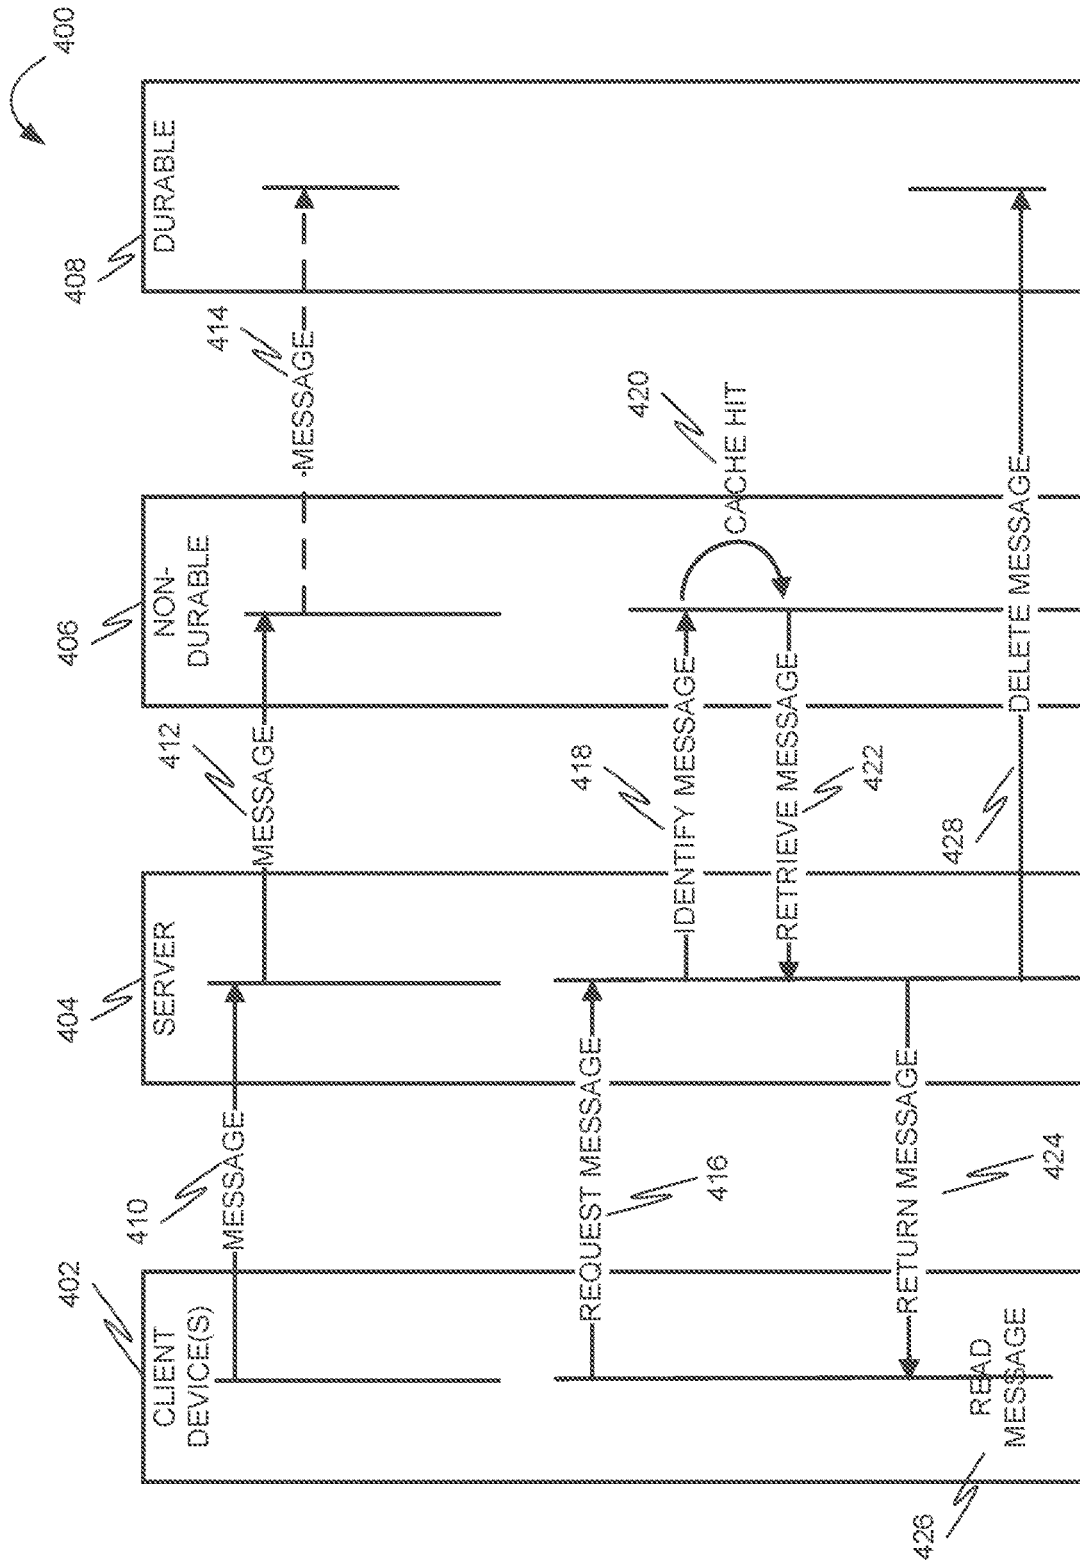 400
402
CLIENT
DEVICE(S)
404
SERVER
406
NON-
DURABLE
408
DURABLE
410
MESSAGE
412
MESSAGE
414
MESSAGE
REQUEST MESSAGE
416
418
IDENTIFY MESSAGE
420
CACHE HIT
RETRIEVE MESSAGE
422
RETURN MESSAGE
424
426
READ
MESSAGE
428
DELETE MESSAGE